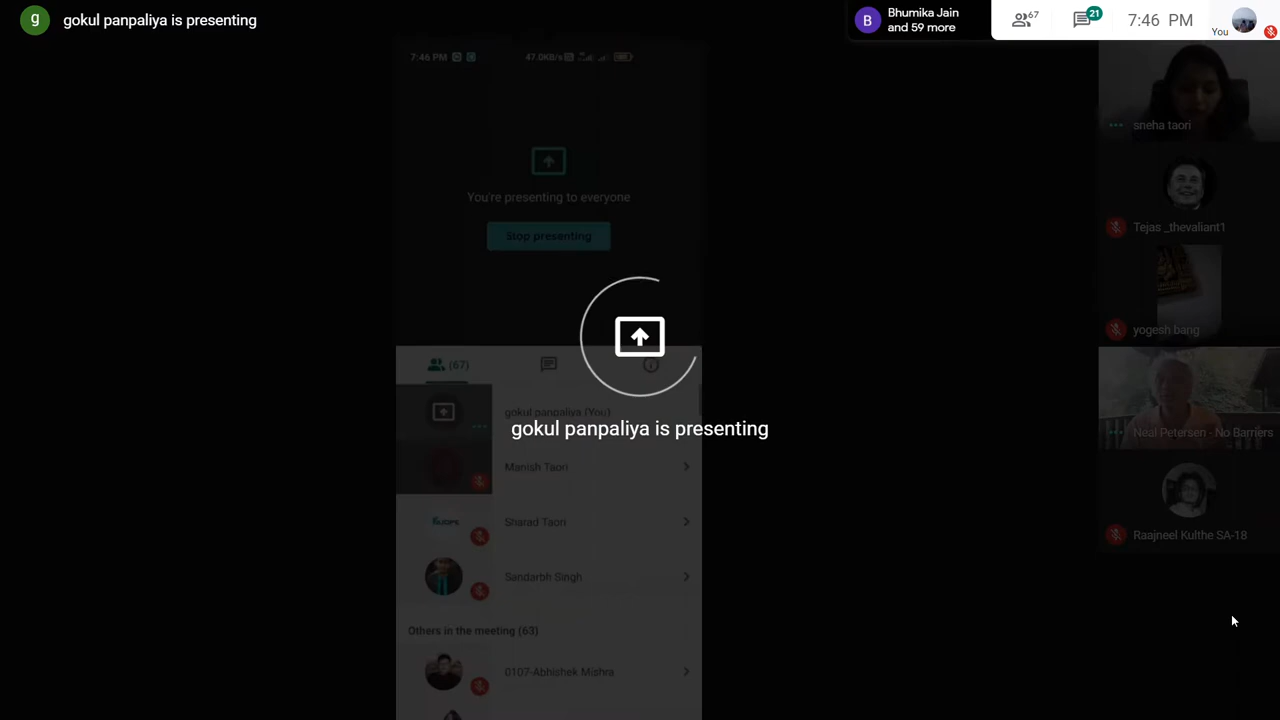 g gokul panpaliya is presenting
B Bhumika Jain
and 59 more
67
21
7:46 PM
You
7:46 PM 47.0KB/s
You're presenting to everyone
Stop presenting
sneha taori
Tejas _thevaliant1
yogesh bang
(67)
gokul panpaliya (You)
gokul panpaliya is presenting
Neal Petersen - No Barriers
Manish Taori
Sharad Taori
Raajneel Kulthe SA-18
Sandarbh Singh
Others in the meeting (63)
0107-Abhishek Mishra